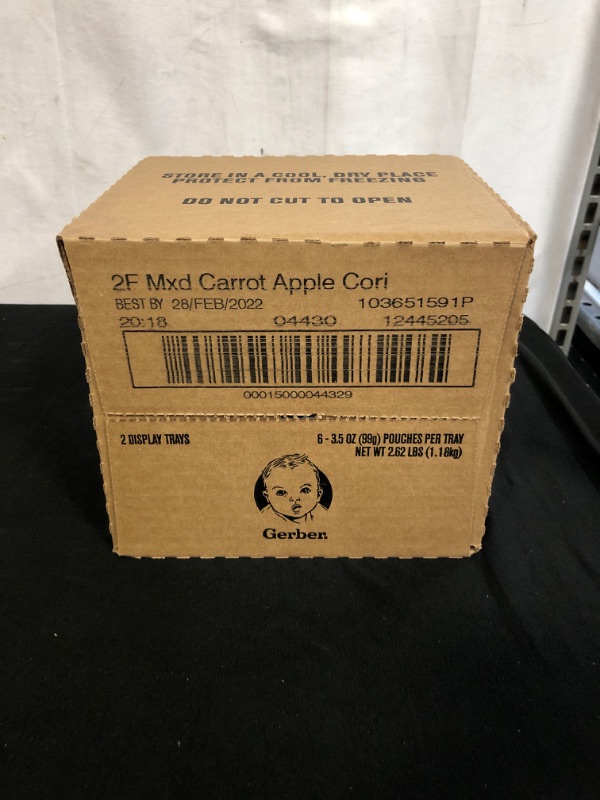 STORE IN A COOL, DRY PLACE
PROTECT FROM FREEZING
DO NOT CUT TO OPEN
2F Mxd Carrot Apple Cori
BEST BY 28/FEB/2022 103651591P
20:18 04430 12445205
00015000044329
2 DISPLAY TRAYS
6 - 3.5 OZ (99g) POUCHES PER TRAY
NET WT 2.62 LBS (1.18kg)
Gerber.